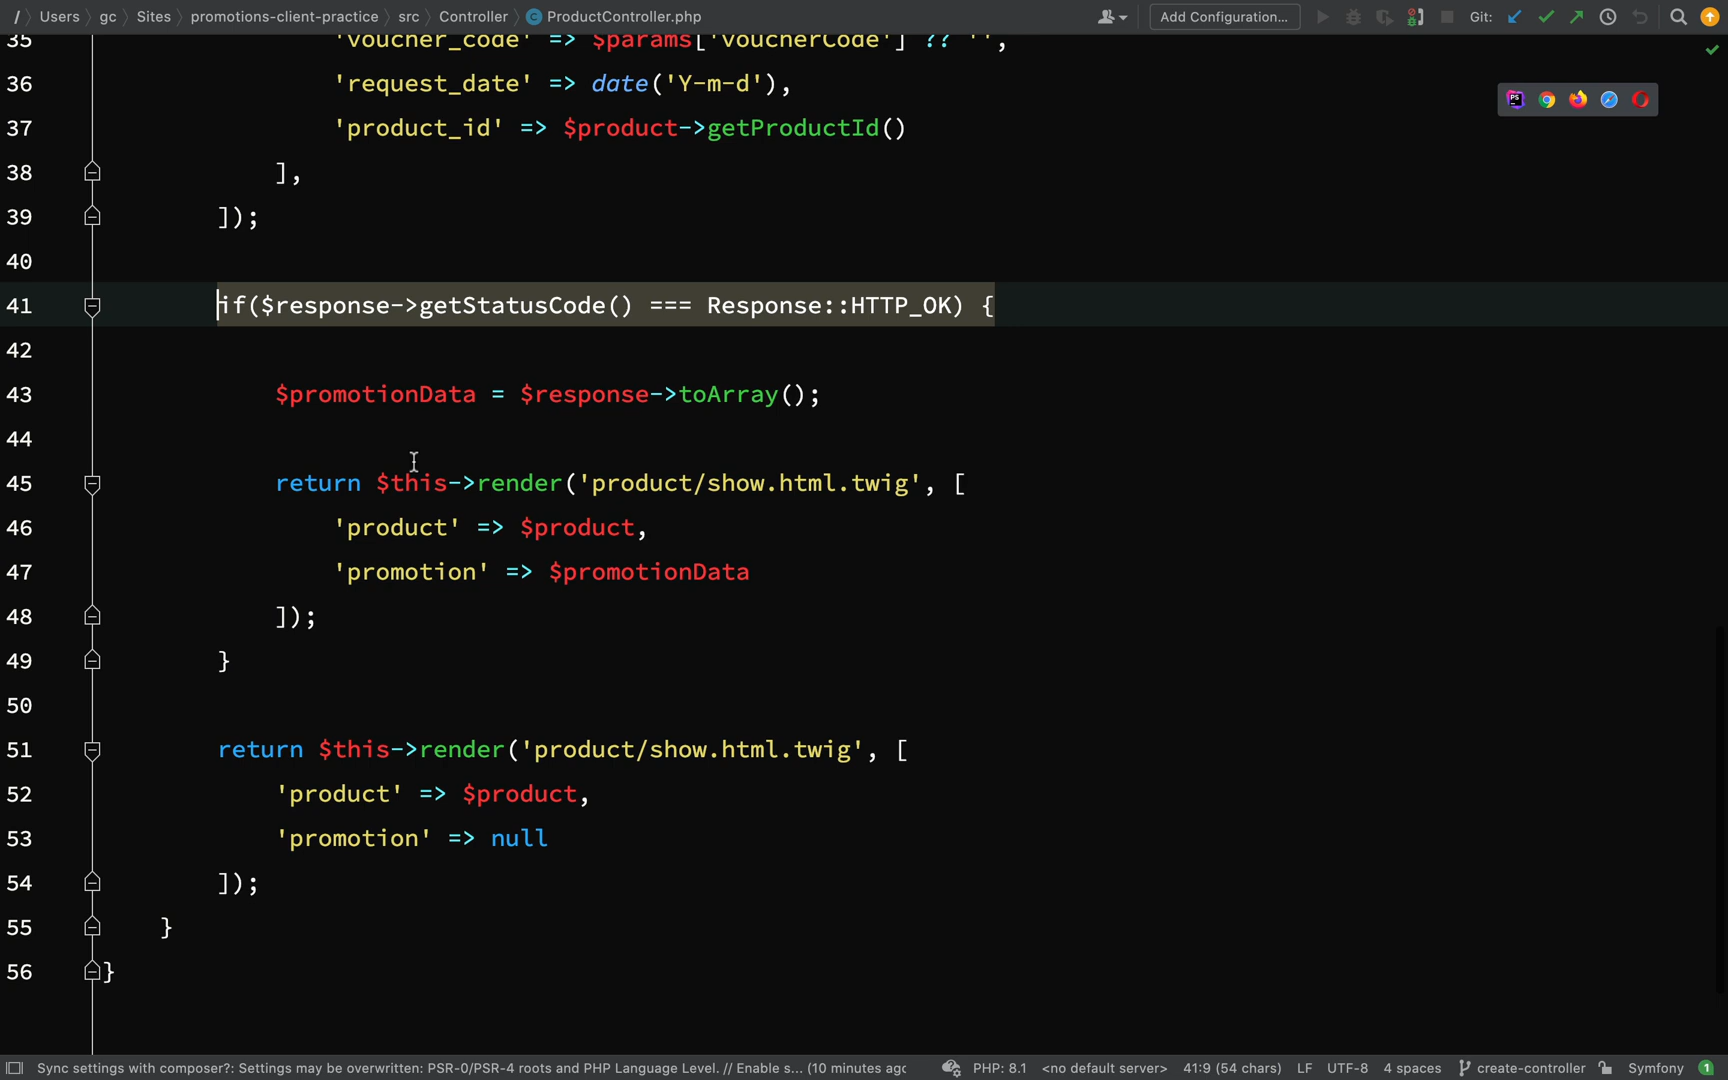 / Users gc Sites promotions-client-practice src Controller ProductController.php Add Configuration... Git:
35 'voucher_code' => $params['voucherCode'] ?? '',
36 'request_date' => date('Y-m-d'),
37 'product_id' => $product->getProductId()
38 ],
39 ]);
40
41 if($response->getStatusCode() === Response::HTTP_OK) {
42
43 $promotionData = $response->toArray();
44
45 return $this->render('product/show.html.twig', [
46 'product' => $product,
47 'promotion' => $promotionData
48 ]);
49 }
50
51 return $this->render('product/show.html.twig', [
52 'product' => $product,
53 'promotion' => null
54 ]);
55 }
56 }
Sync settings with composer?: Settings may be overwritten: PSR-0/PSR-4 roots and PHP Language Level. // Enable s... (10 minutes agc PHP: 8.1 <no default server> 41:9 (54 chars) LF UTF-8 4 spaces create-controller Symfony 1